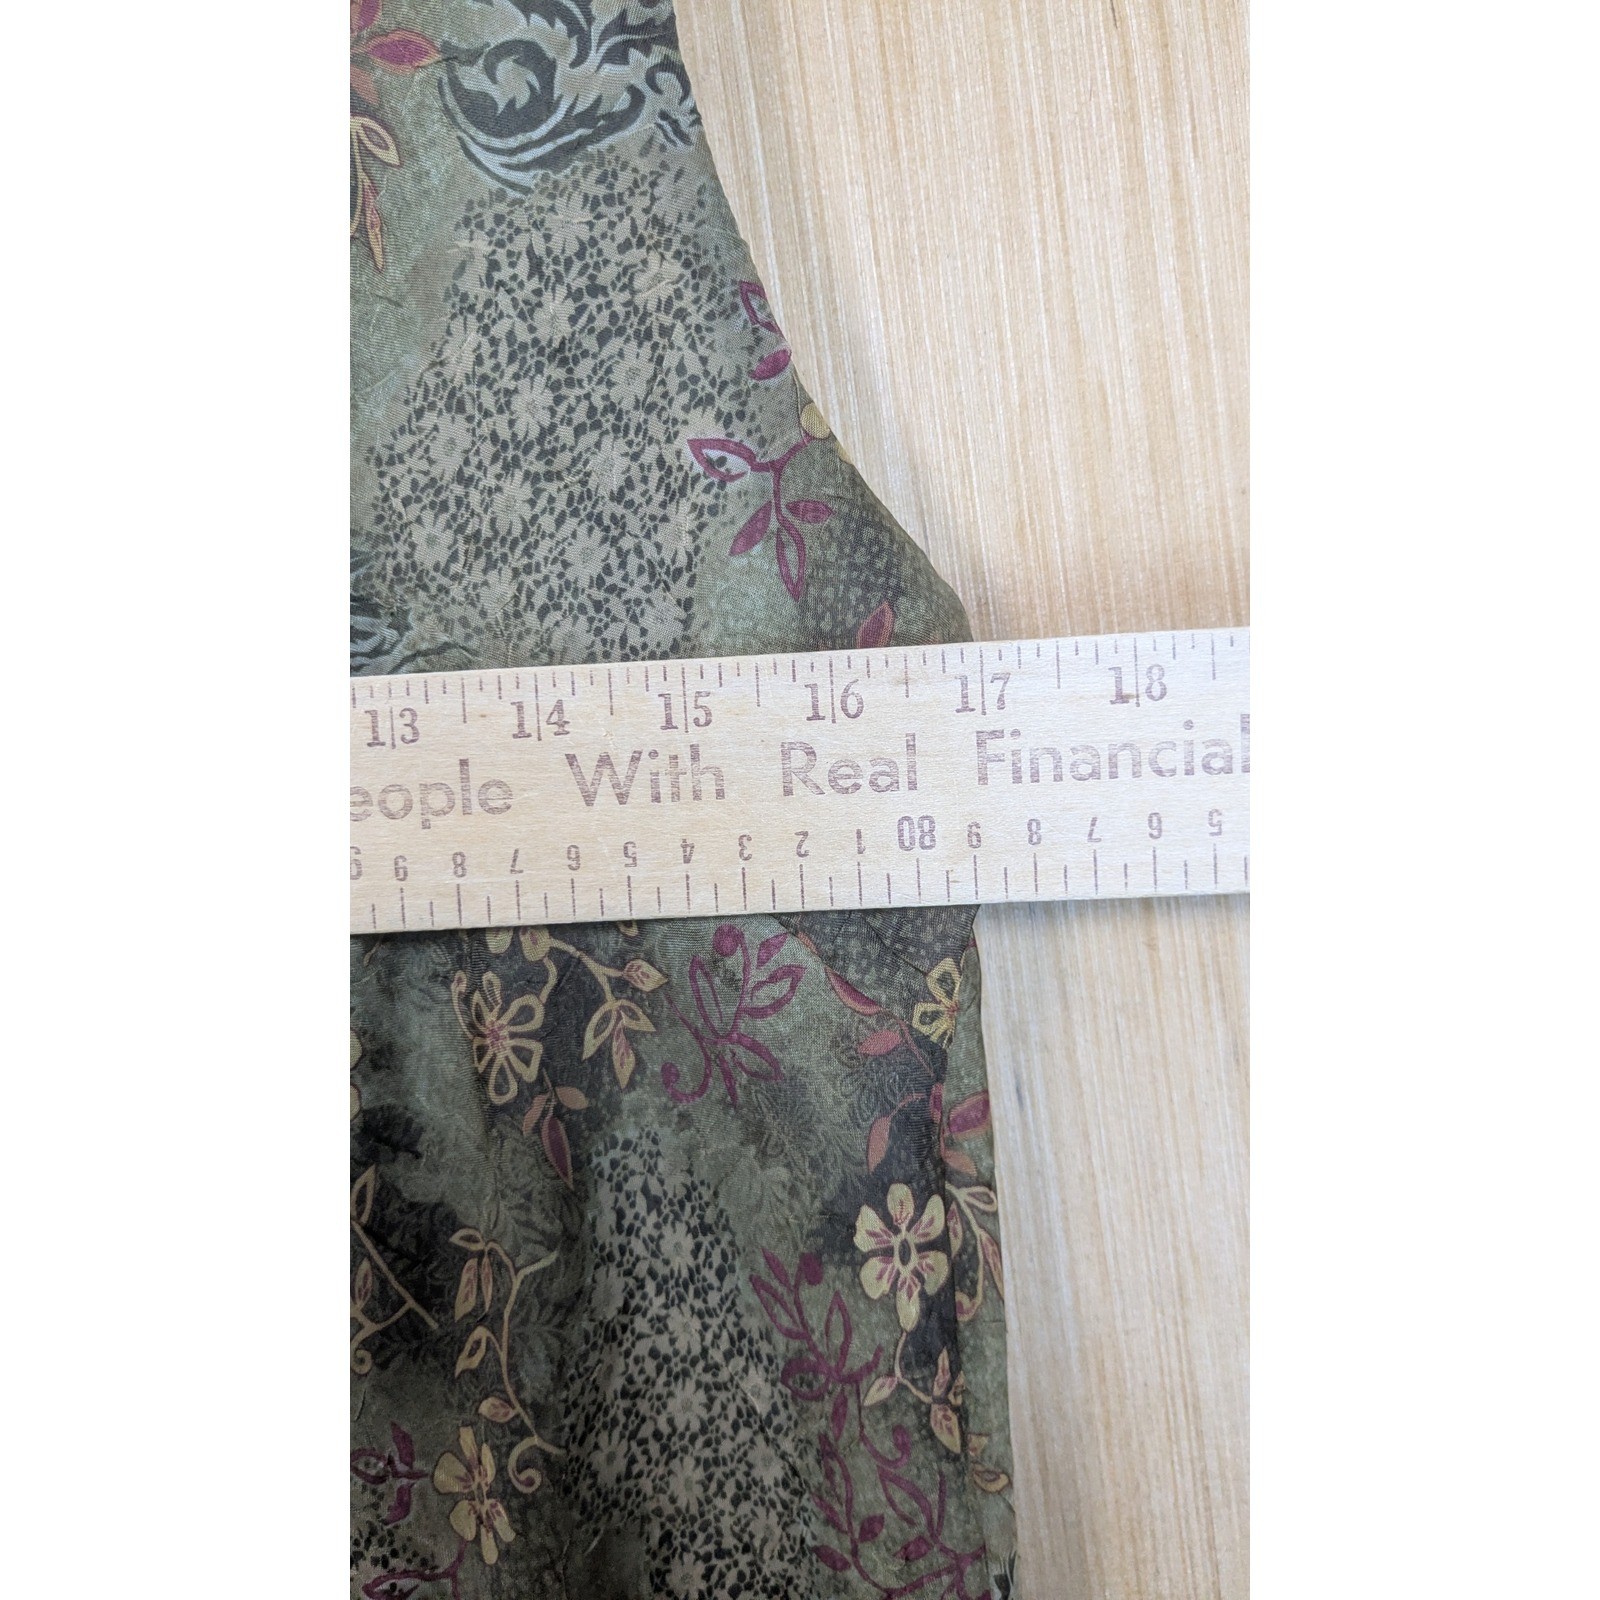 13 14 15 16 17 18
eople With Real Financial
9 9 8 7 6 5 4 3 2 1 80 9 8 7 6 5